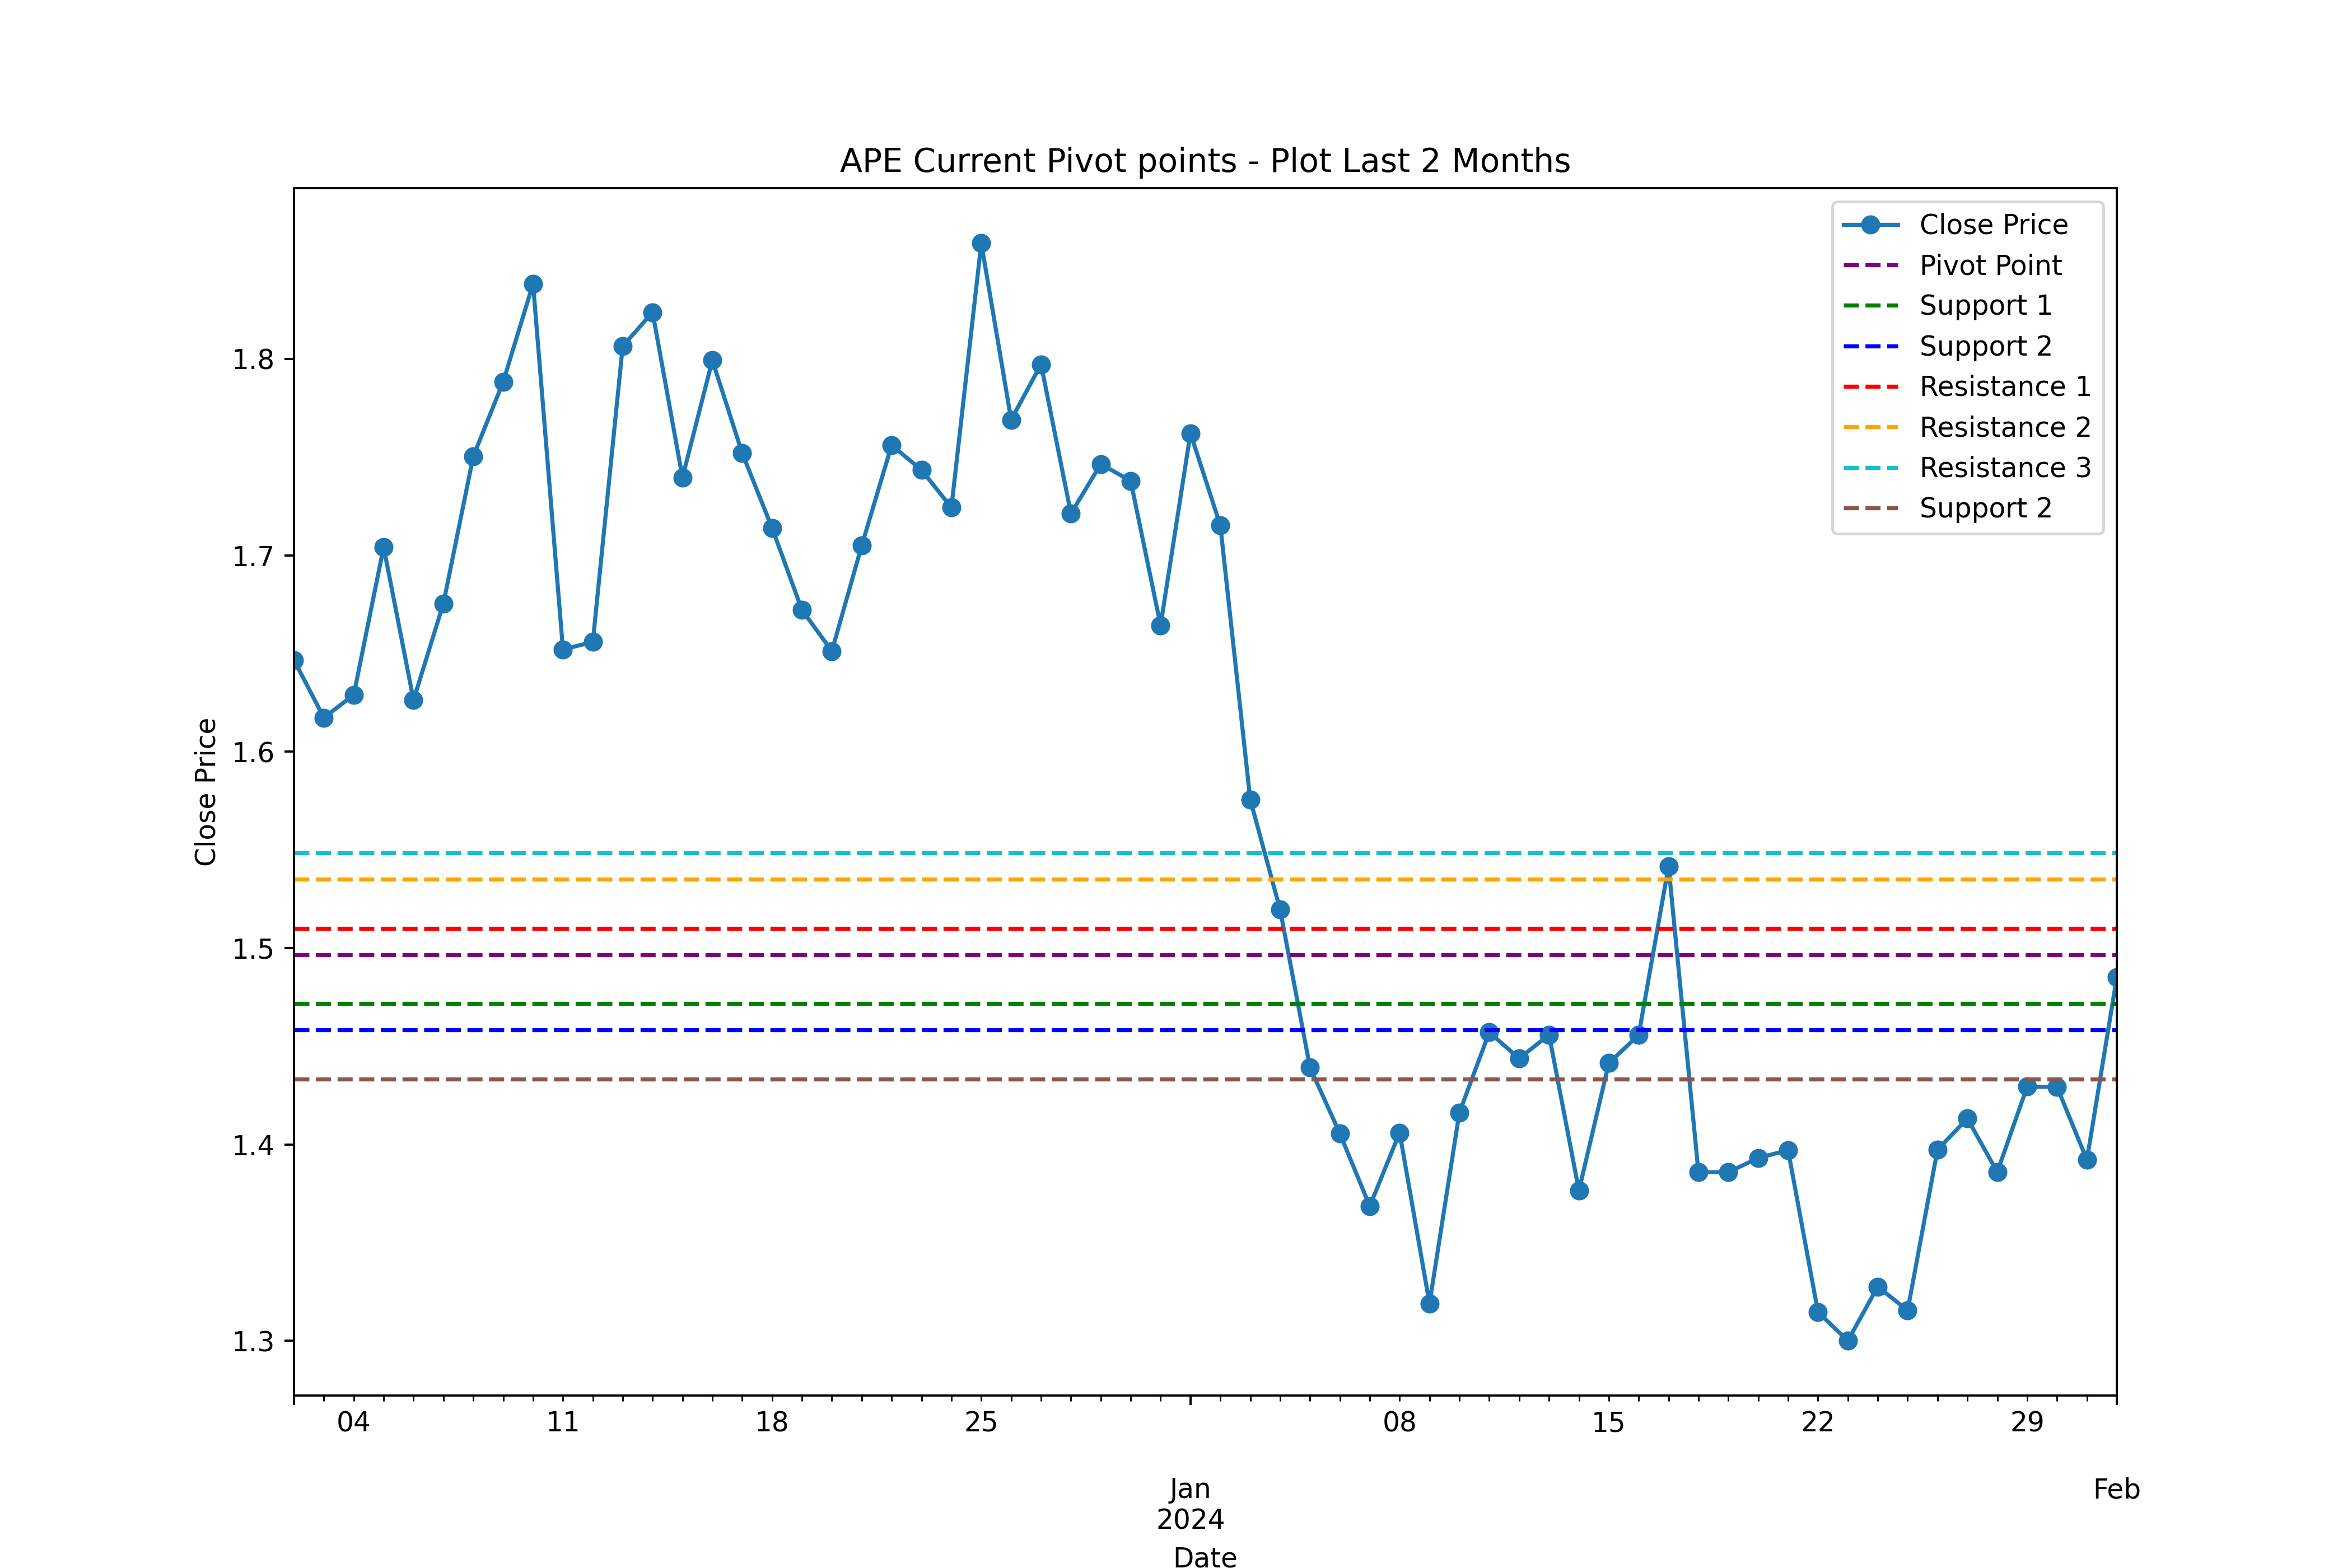 APE Current Pivot points - Plot Last 2 Months
Close Price
Pivot Point
Support 1
Support 2
Resistance 1
Resistance 2
Resistance 3
Support 2
Close Price
1.8
1.7
1.6
1.5
1.4
1.3
04 11 18 25 08 15 22 29
Jan Feb
2024
Date